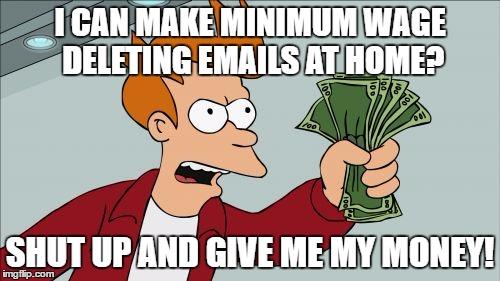 I CAN MAKE MINIMUM WAGE
DELETING EMAILS AT HOME?
SHUT UP AND GIVE ME MY MONEY!
imgflip.com